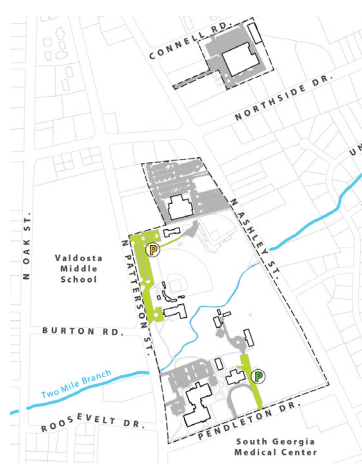 CONNELL RD.
NORTHSIDE DR.
UN
N OAK ST.
N ASHLEY ST.
P
Valdosta
Middle
School
N PATTERSON ST.
BURTON RD.
Two Mile Branch
P
ROOSEVELT DR.
PENDLETON DR.
South Georgia
Medical Center